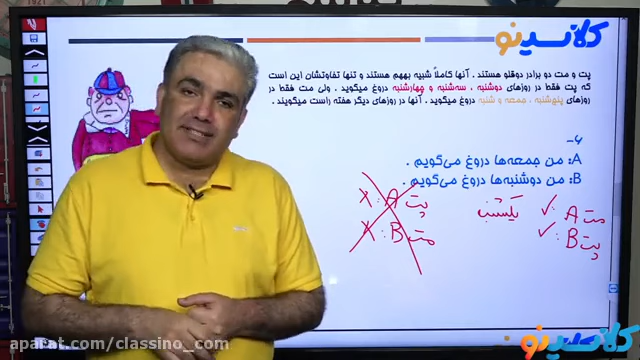 کلاسینو
پت و مت دو برادر دوقلو هستند . آنها کاملاً شبیه بههم هستند و تنها تفاوتشان این است
که پت فقط در روزهای دوشنبه ، سه‌شنبه و چهارشنبه دروغ میگوید . ولی مت فقط در
روزهای پنج‌شنبه ، جمعه و شنبه دروغ میگوید . آنها در روزهای دیگر هفته راست میگویند .
۶-
A: من جمعه‌ها دروغ می‌گویم .
B: من دوشنبه‌ها دروغ می‌گویم .
مت A : ✓ یکشنبه
پت B : ✓
پت A : X
مت B : X
aparat.com/classino_com
کلاسینو